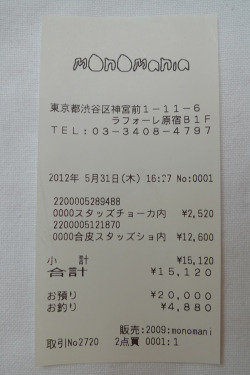 monomania
東京都渋谷区神宮前1-11-6
ラフォーレ原宿B1F
TEL:03-3408-4797
2012年 5月31日(木) 16:27 No:0001
2200005289488
0000スタッズチョーカ内 ¥2,520
2200005121870
0000合皮スタッズショ内 ¥12,600
小 計 ¥15,120
合計 ¥15,120
お預り ¥20,000
お釣り ¥4,880
販売:2009:monomani
取引No2720 2点買 0001:1